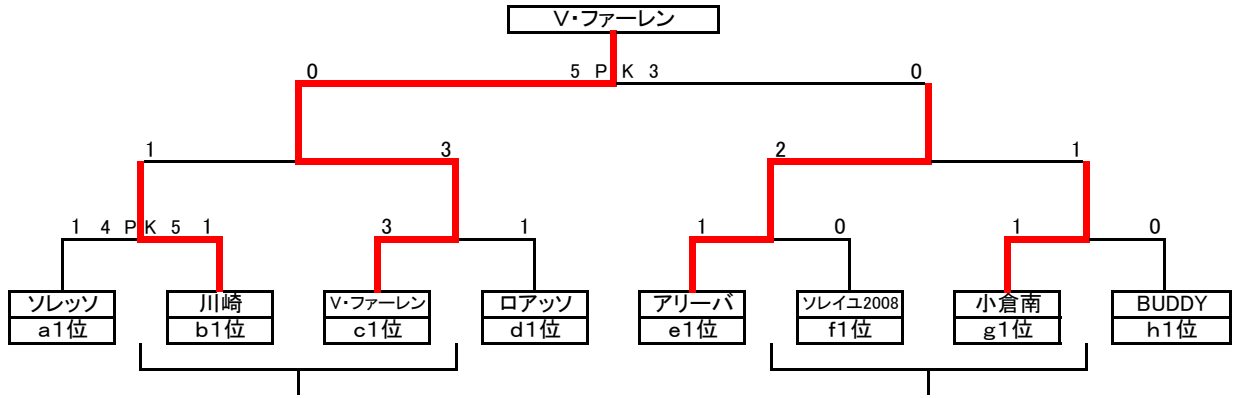 V・ファーレン
0 5 P K 3 0
1 3 2 1
1 4 P K 5 1 3 1 1 0 1 0
ソレッソ 川崎 V・ファーレン ロアッソ アリーバ ソレイユ2008 小倉南 BUDDY
a1位 b1位 c1位 d1位 e1位 f1位 g1位 h1位